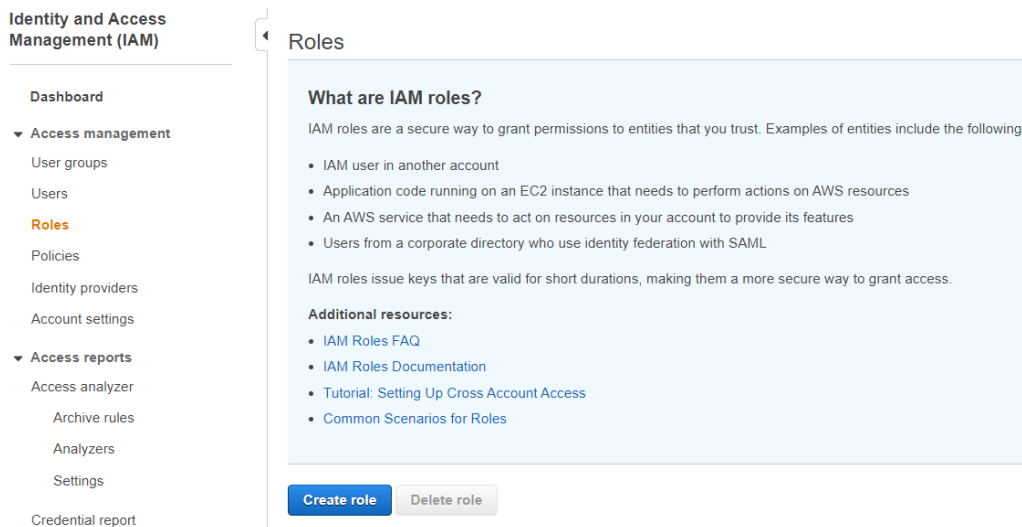 Identity and Access
Management (IAM)
Dashboard
Access management
User groups
Users
Roles
Policies
Identity providers
Account settings
Access reports
Access analyzer
Archive rules
Analyzers
Settings
Credential report
Roles
What are IAM roles?
IAM roles are a secure way to grant permissions to entities that you trust. Examples of entities include the following
IAM user in another account
Application code running on an EC2 instance that needs to perform actions on AWS resources
An AWS service that needs to act on resources in your account to provide its features
Users from a corporate directory who use identity federation with SAML
IAM roles issue keys that are valid for short durations, making them a more secure way to grant access.
Additional resources:
IAM Roles FAQ
IAM Roles Documentation
Tutorial: Setting Up Cross Account Access
Common Scenarios for Roles
Create role
Delete role